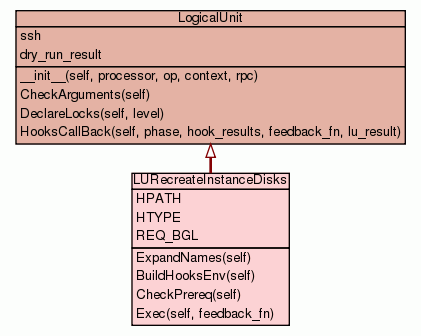 LogicalUnit
ssh
dry_run_result
__init__(self, processor, op, context, rpc)
CheckArguments(self)
DeclareLocks(self, level)
HooksCallBack(self, phase, hook_results, feedback_fn, lu_result)
LURecreateInstanceDisks
HPATH
HTYPE
REQ_BGL
ExpandNames(self)
BuildHooksEnv(self)
CheckPrereq(self)
Exec(self, feedback_fn)